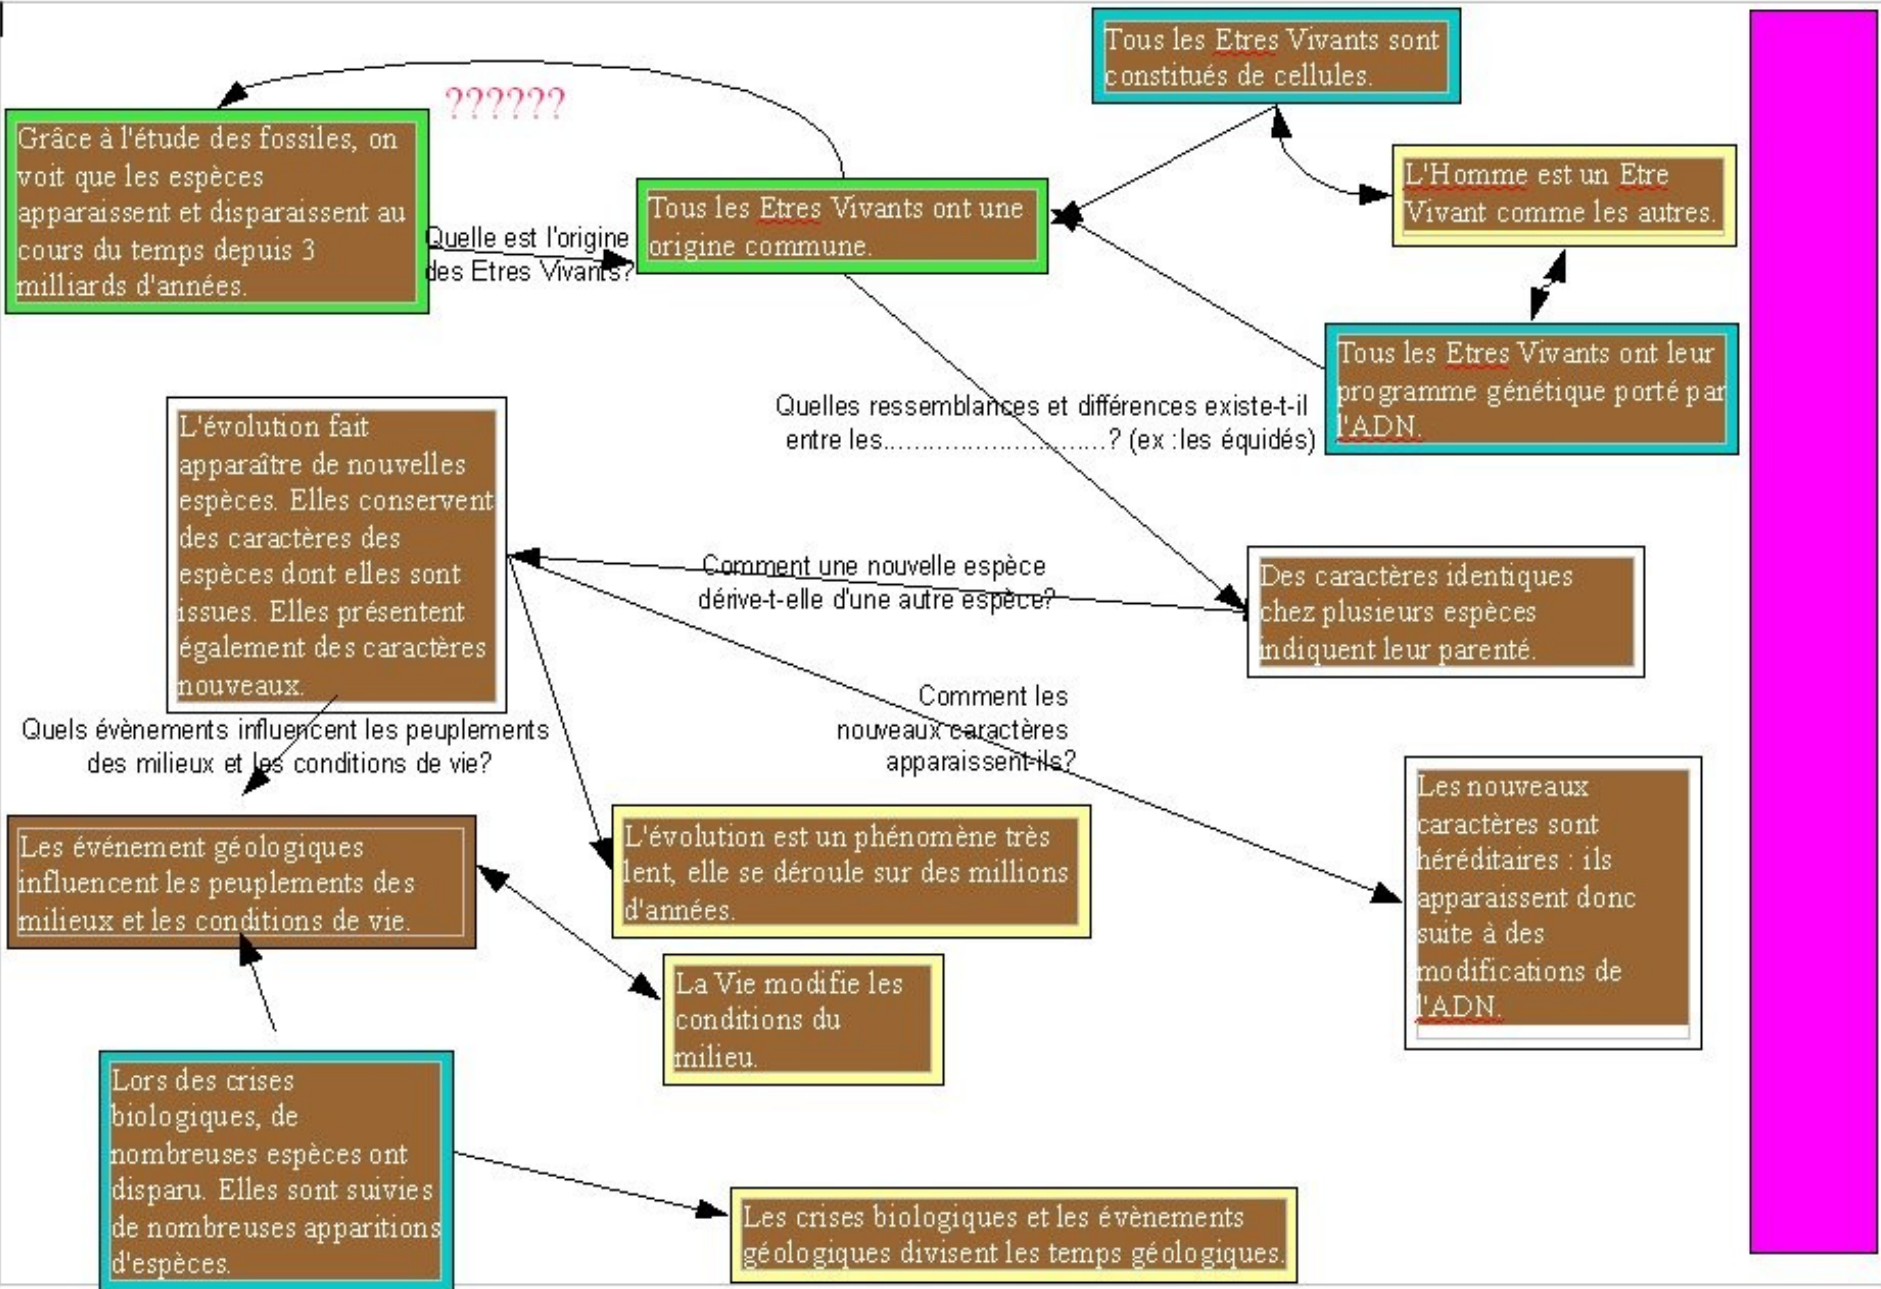 Tous les Etres Vivants sont
constitués de cellules.
??????
Grâce à l'étude des fossiles, on
voit que les espèces
apparaissent et disparaissent au
cours du temps depuis 3
milliards d'années.
Quelle est l'origine
des Etres Vivants?
Tous les Etres Vivants ont une
origine commune.
L'Homme est un Etre
Vivant comme les autres.
Tous les Etres Vivants ont leur
programme génétique porté par
l'ADN.
Quelles ressemblances et différences existe-t-il
entre les..................................? (ex :les équidés)
L'évolution fait
apparaître de nouvelles
espèces. Elles conservent
des caractères des
espèces dont elles sont
issues. Elles présentent
également des caractères
nouveaux.
Comment une nouvelle espèce
dérive-t-elle d'une autre espèce?
Des caractères identiques
chez plusieurs espèces
indiquent leur parenté.
Comment les
nouveaux caractères
apparaissent-ils?
Quels évènements influencent les peuplements
des milieux et les conditions de vie?
Les nouveaux
caractères sont
héréditaires : ils
apparaissent donc
suite à des
modifications de
l'ADN.
Les événement géologiques
influencent les peuplements des
milieux et les conditions de vie.
L'évolution est un phénomène très
lent, elle se déroule sur des millions
d'années.
La Vie modifie les
conditions du
milieu.
Lors des crises
biologiques, de
nombreuses espèces ont
disparu. Elles sont suivies
de nombreuses apparitions
d'espèces.
Les crises biologiques et les évènements
géologiques divisent les temps géologiques.